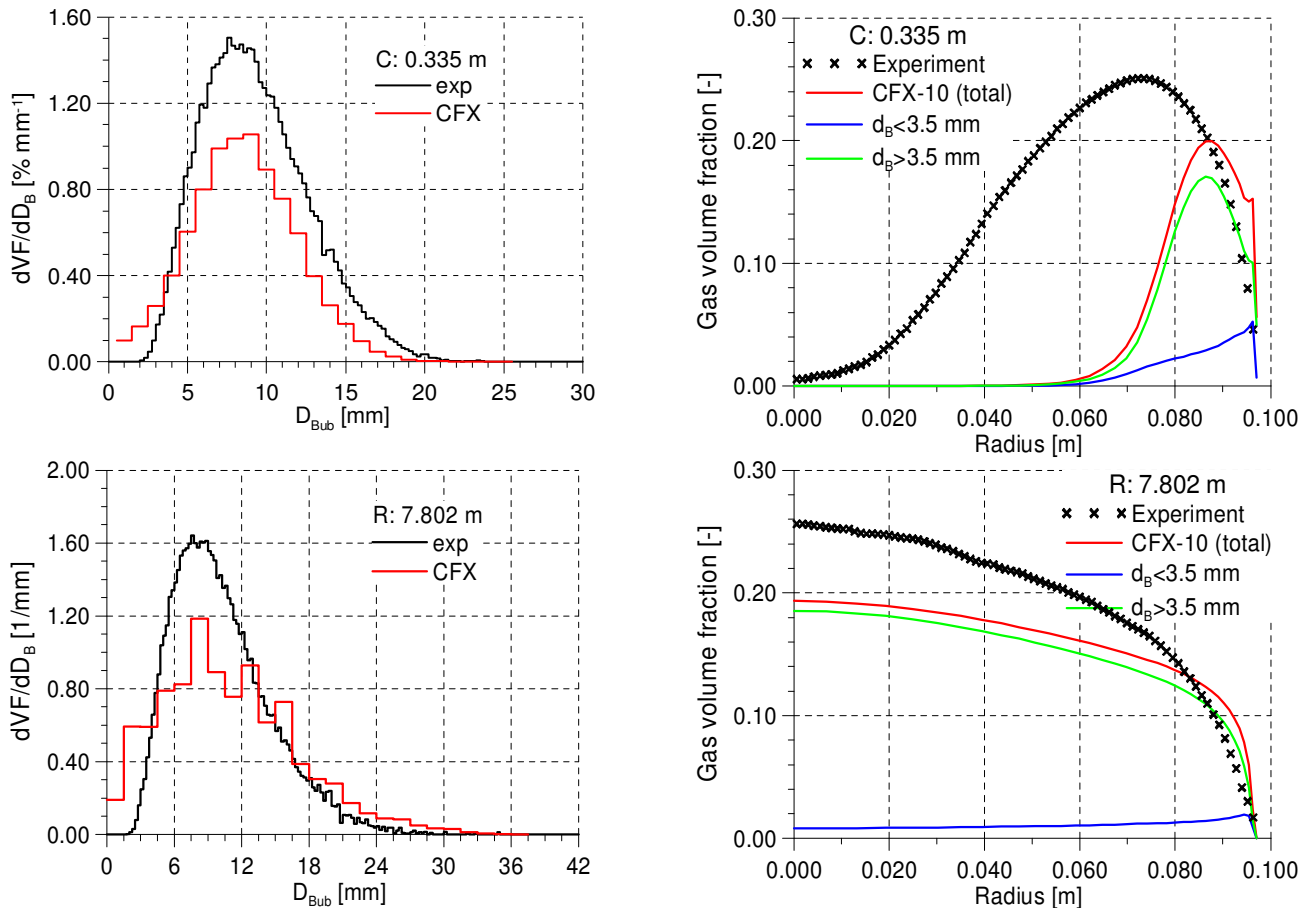 1.60
1.20
0.80
0.40
0.00
dVF/dD_B [% mm⁻¹]
C: 0.335 m
exp
CFX
0 5 10 15 20 25 30
D_Bub [mm]
0.30
0.20
0.10
0.00
Gas volume fraction [-]
C: 0.335 m
Experiment
CFX-10 (total)
d_B<3.5 mm
d_B>3.5 mm
0.000 0.020 0.040 0.060 0.080 0.100
Radius [m]
2.00
1.60
1.20
0.80
0.40
0.00
dVF/dD_B [1/mm]
R: 7.802 m
exp
CFX
0 6 12 18 24 30 36 42
D_Bub [mm]
0.30
0.20
0.10
0.00
Gas volume fraction [-]
R: 7.802 m
Experiment
CFX-10 (total)
d_B<3.5 mm
d_B>3.5 mm
0.000 0.020 0.040 0.060 0.080 0.100
Radius [m]